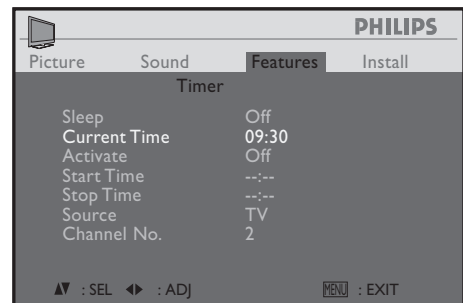 PHILIPS
Picture Sound Features Install
Timer
Sleep Off
Current Time 09:30
Activate Off
Start Time --:--
Stop Time --:--
Source TV
Channel No. 2
▲▼ : SEL ◀▶ : ADJ MENU : EXIT